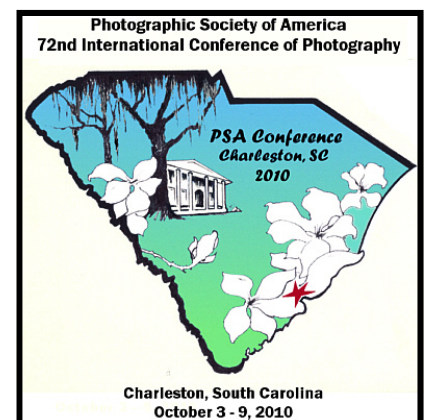 Photographic Society of America
72nd International Conference of Photography
PSA Conference
Charleston, SC
2010
Charleston, South Carolina
October 3 - 9, 2010